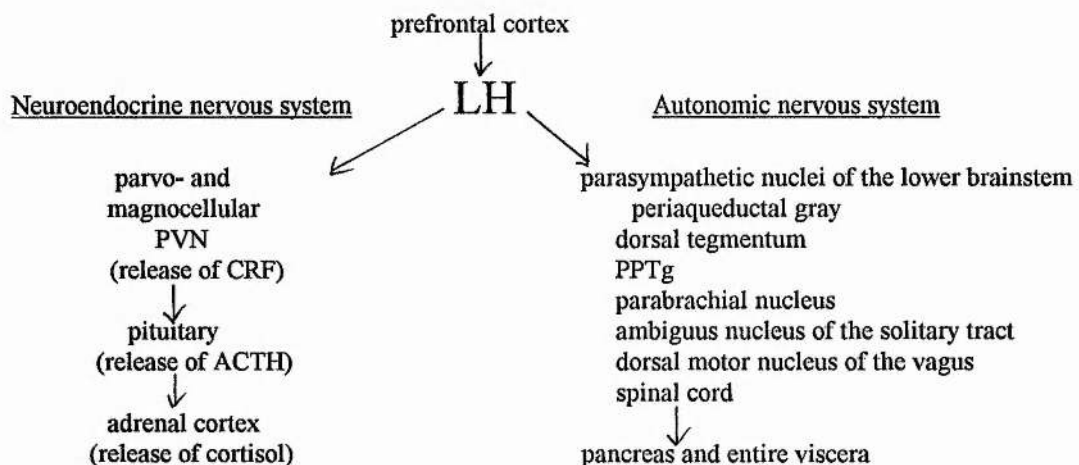 prefrontal cortex
LH
Neuroendocrine nervous system
Autonomic nervous system
parvo- and
magnocellular
PVN
(release of CRF)
pituitary
(release of ACTH)
adrenal cortex
(release of cortisol)
parasympathetic nuclei of the lower brainstem
periaqueductal gray
dorsal tegmentum
PPTg
parabrachial nucleus
ambiguus nucleus of the solitary tract
dorsal motor nucleus of the vagus
spinal cord
pancreas and entire viscera